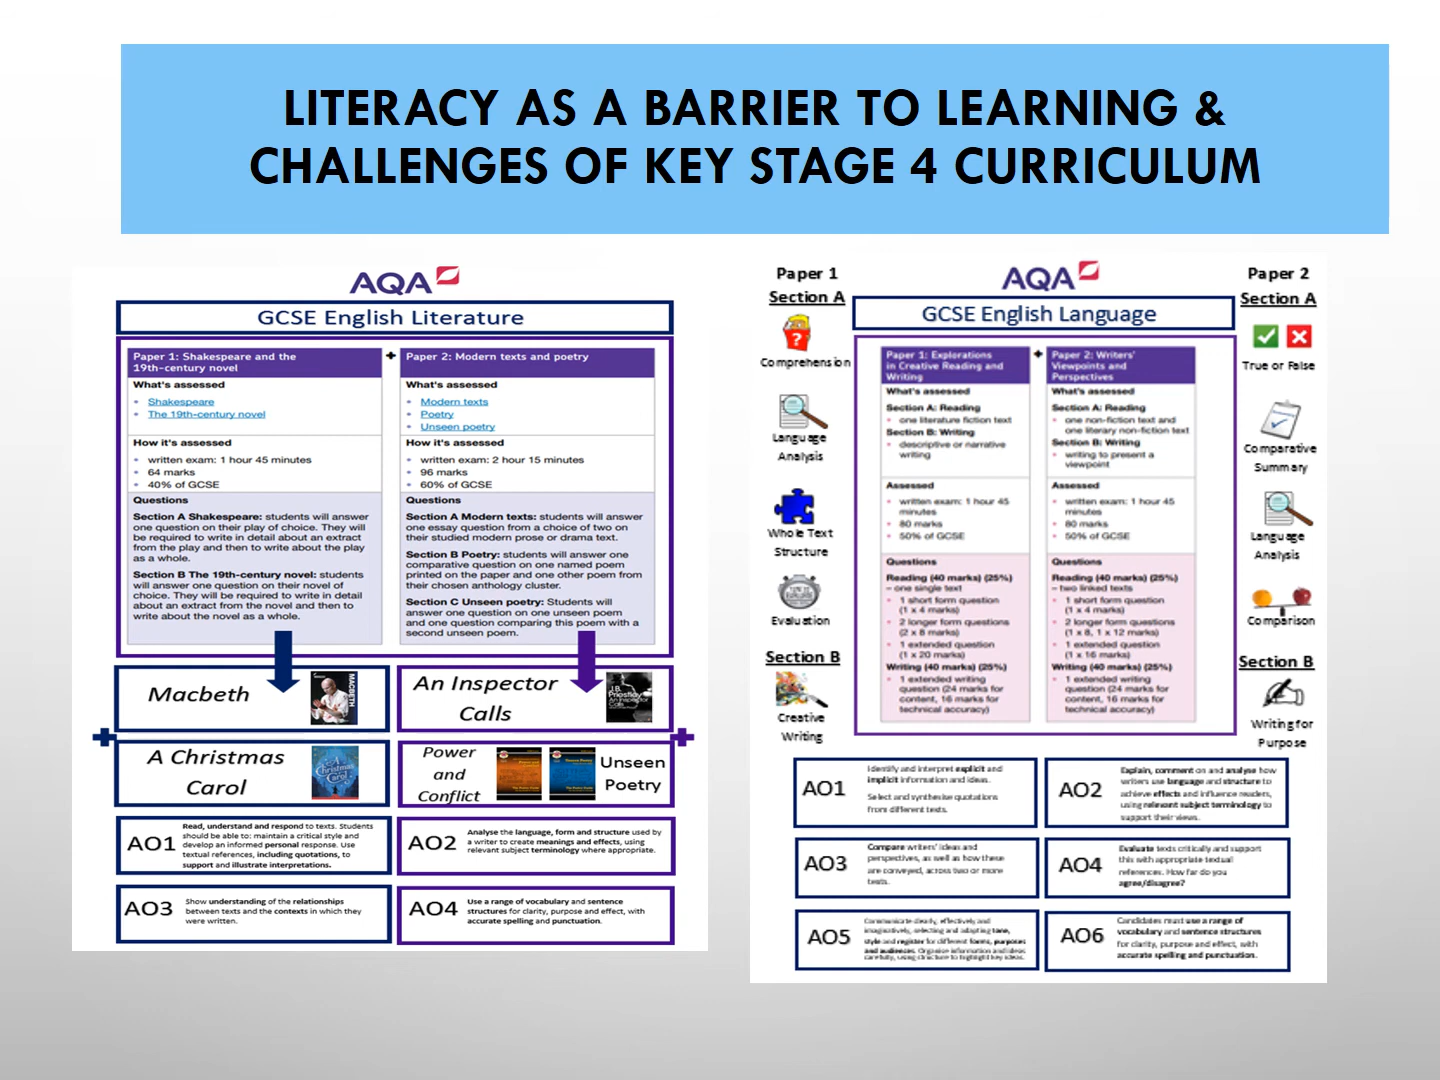 LITERACY AS A BARRIER TO LEARNING &
CHALLENGES OF KEY STAGE 4 CURRICULUM
AQA
GCSE English Literature
Paper 1: Shakespeare and the
19th-century novel
What's assessed
• Shakespeare
• The 19th-century novel
How it's assessed
• written exam: 1 hour 45 minutes
• 64 marks
• 40% of GCSE
Questions
Section A Shakespeare: students will answer
one question on their play of choice. They will
be required to write in detail about an extract
from the play and then to write about the play
as a whole.
Section B The 19th-century novel: students
will answer one question on their novel of
choice. They will be required to write in detail
about an extract from the novel and then to
write about the novel as a whole.
+
Paper 2: Modern texts and poetry
What's assessed
• Modern texts
• Poetry
• Unseen poetry
How it's assessed
• written exam: 2 hour 15 minutes
• 96 marks
• 60% of GCSE
Questions
Section A Modern texts: students will answer
one essay question from a choice of two on
their studied modern prose or drama text.
Section B Poetry: students will answer one
comparative question on one named poem
printed on the paper and one other poem from
their chosen anthology cluster.
Section C Unseen poetry: Students will
answer one question on one unseen poem
and one question comparing this poem with a
second unseen poem.
Macbeth
MACBETH
An Inspector
Calls
J.B.
Priestley
An Inspector
Calls
A Christmas
Carol
A
Christmas
Carol
Power
and
Conflict
Unseen
Poetry
AO1
Read, understand and respond to texts. Students
should be able to: maintain a critical style and
develop an informed personal response. Use
textual references, including quotations, to
support and illustrate interpretations.
AO2
Analyse the language, form and structure used by
a writer to create meanings and effects, using
relevant subject terminology where appropriate.
AO3
Show understanding of the relationships
between texts and the contexts in which they
were written.
AO4
Use a range of vocabulary and sentence
structures for clarity, purpose and effect, with
accurate spelling and punctuation.
Paper 1
Section A
Comprehension
Language
Analysis
Whole Text
Structure
Evaluation
Section B
Creative
Writing
AQA
GCSE English Language
Paper 1: Explorations
in Creative Reading and
Writing
What's assessed
Section A: Reading
• one literature fiction text
Section B: Writing
• descriptive or narrative
writing
Assessed
• written exam: 1 hour 45
minutes
• 80 marks
• 50% of GCSE
Questions
Reading (40 marks) (25%)
– one single text
• 1 short form question
(1 x 4 marks)
• 2 longer form questions
(2 x 8 marks)
• 1 extended question
(1 x 20 marks)
Writing (40 marks) (25%)
• 1 extended writing
question (24 marks for
content, 16 marks for
technical accuracy)
+
Paper 2: Writers'
Viewpoints and
Perspectives
What's assessed
Section A: Reading
• one non-fiction text and
one literary non-fiction text
Section B: Writing
• writing to present a
viewpoint
Assessed
• written exam: 1 hour 45
minutes
• 80 marks
• 50% of GCSE
Questions
Reading (40 marks) (25%)
– two linked texts
• 1 short form question
(1 x 4 marks)
• 2 longer form questions
(1 x 8, 1 x 12 marks)
• 1 extended question
(1 x 16 marks)
Writing (40 marks) (25%)
• 1 extended writing
question (24 marks for
content, 16 marks for
technical accuracy)
Paper 2
Section A
True or False
Comparative
Summary
Language
Analysis
Comparison
Section B
Writing for
Purpose
AO1
Identify and interpret explicit and
implicit information and ideas.
Select and synthesise quotations
from different texts.
AO2
Explain, comment on and analyse how
writers use language and structure to
achieve effects and influence readers,
using relevant subject terminology to
support their views.
AO3
Compare writers' ideas and
perspectives, as well as how these
are conveyed, across two or more
texts.
AO4
Evaluate texts critically and support
this with appropriate textual
references. How far do you
agree/disagree?
AO5
Communicate clearly, effectively and
imaginatively, selecting and adapting tone,
style and register for different forms, purposes
and audiences. Organise information and ideas
carefully, using structure to highlight key ideas.
AO6
Candidates must use a range of
vocabulary and sentence structures
for clarity, purpose and effect, with
accurate spelling and punctuation.